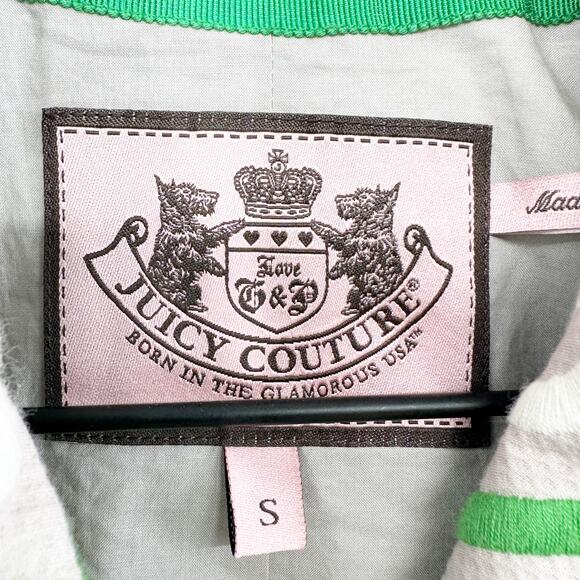 Love
G&P
JUICY COUTURE®
BORN IN THE GLAMOROUS USA™
S